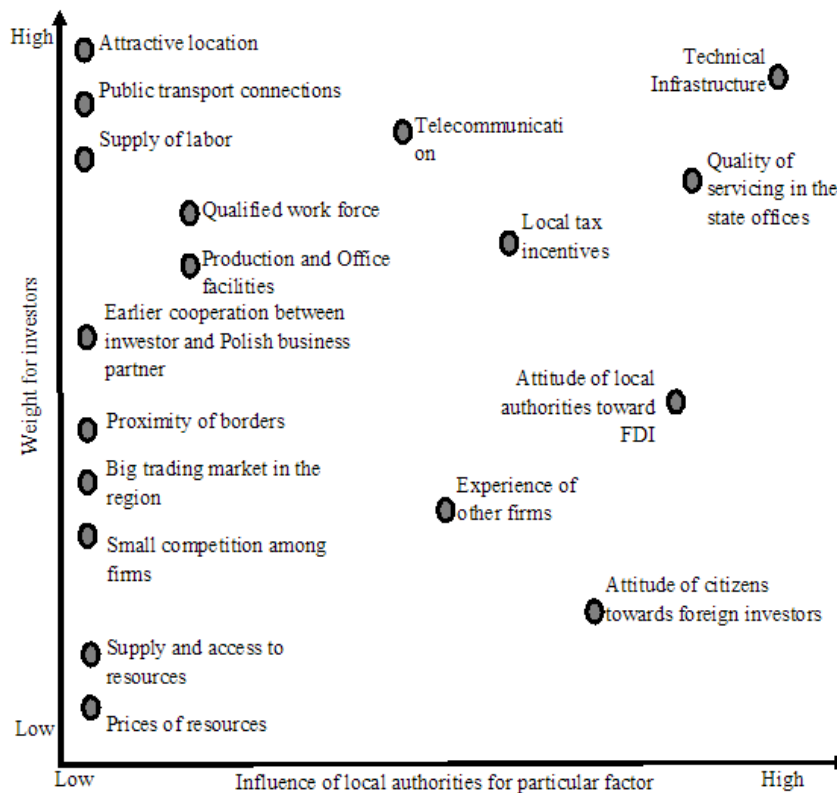 High
Attractive location
Technical
Infrastructure
Public transport connections
Telecommunicati
on
Supply of labor
Quality of
servicing in the
state offices
Qualified work force
Local tax
incentives
Production and Office
facilities
Earlier cooperation between
inwestor and Polish business
partner
Weight for investors
Attitude of local
authorities toward
FDI
Proximity of borders
Big trading market in the
region
Experience of
other firms
Small competition among
firms
Attitude of citizens
towards foreign investors
Supply and access to
resources
Prices of resources
Low
Low
Influence of local authorities for particular factor
High